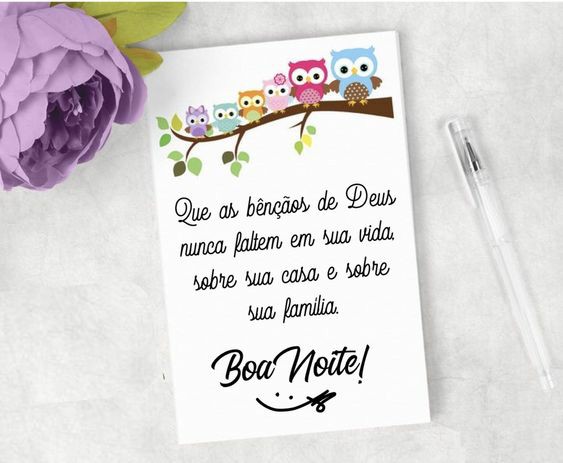 Que as bênçãos de Deus
nunca faltem em sua vida,
sobre sua casa e sobre
sua família.
Boa Noite!